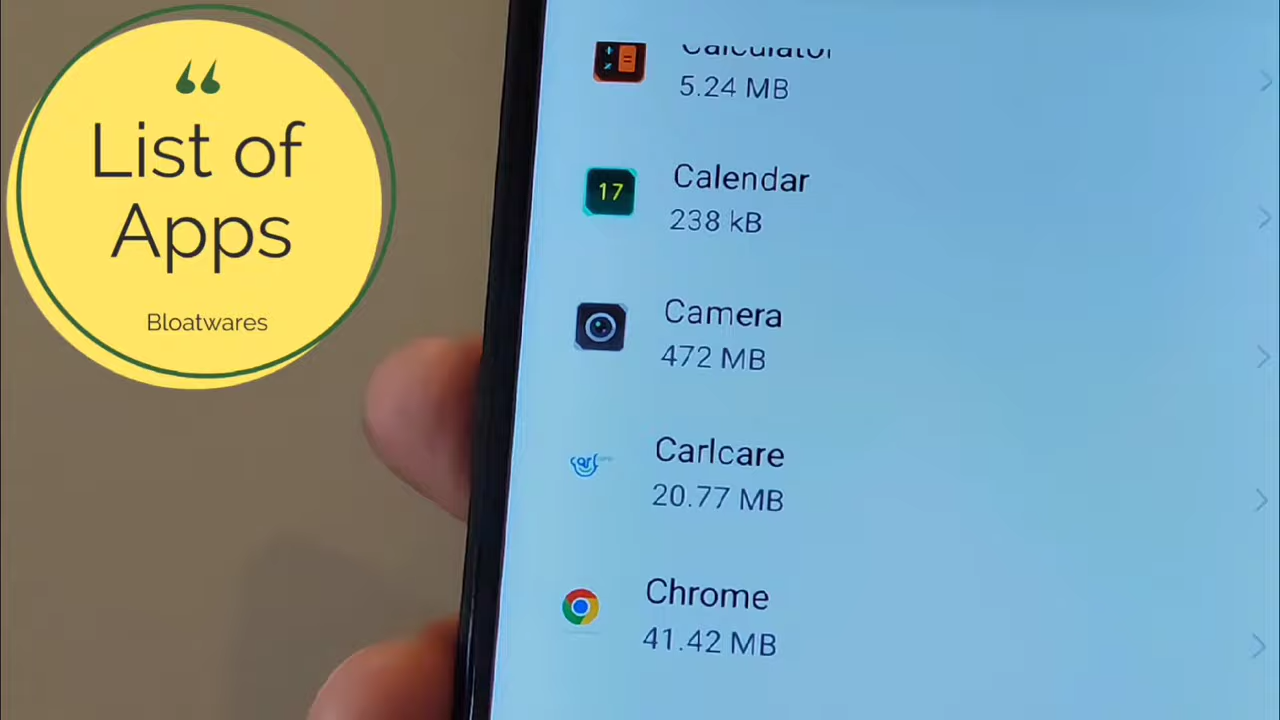 “
List of
Apps
Bloatwares
Calculator
5.24 MB
17
Calendar
238 kB
Camera
472 MB
Carlcare
20.77 MB
Chrome
41.42 MB